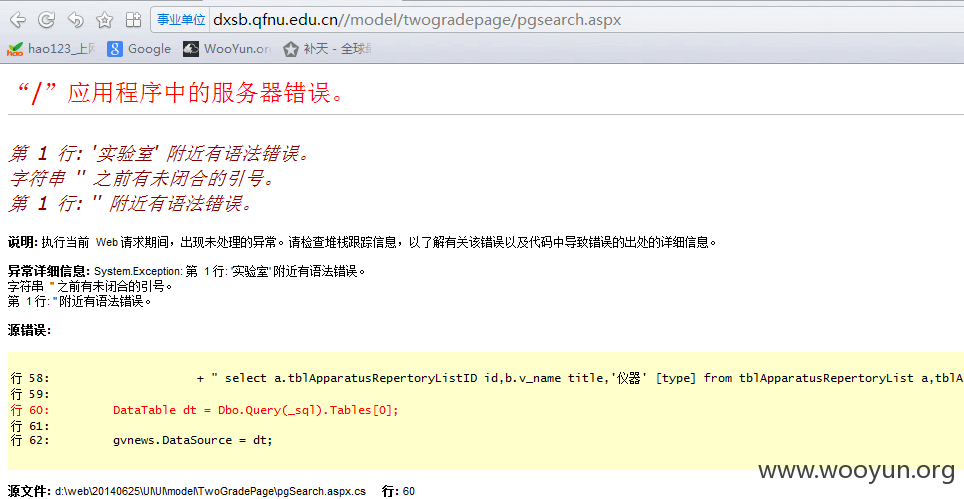 事业单位 dxsb.qfnu.edu.cn//model/twogradepage/pgsearch.aspx
hao123_上网 Google WooYun.org 补天 - 全球
“/”应用程序中的服务器错误。
第 1 行: '实验室' 附近有语法错误。
字符串 '' 之前有未闭合的引号。
第 1 行: '' 附近有语法错误。
说明: 执行当前 Web 请求期间，出现未处理的异常。请检查堆栈跟踪信息，以了解有关该错误以及代码中导致错误的出处的详细信息。
异常详细信息: System.Exception: 第 1 行: '实验室' 附近有语法错误。
字符串 '' 之前有未闭合的引号。
第 1 行: '' 附近有语法错误。
源错误:
行 58: + " select a.tblApparatusRepertoryListID id,b.v_name title,'仪器' [type] from tblApparatusRepertoryList a,tblA
行 59:
行 60: DataTable dt = Dbo.Query(_sql).Tables[0];
行 61:
行 62: gvnews.DataSource = dt;
www.wooyun.org
源文件: d:\web\20140625\UI\UI\model\TwoGradePage\pgSearch.aspx.cs 行: 60